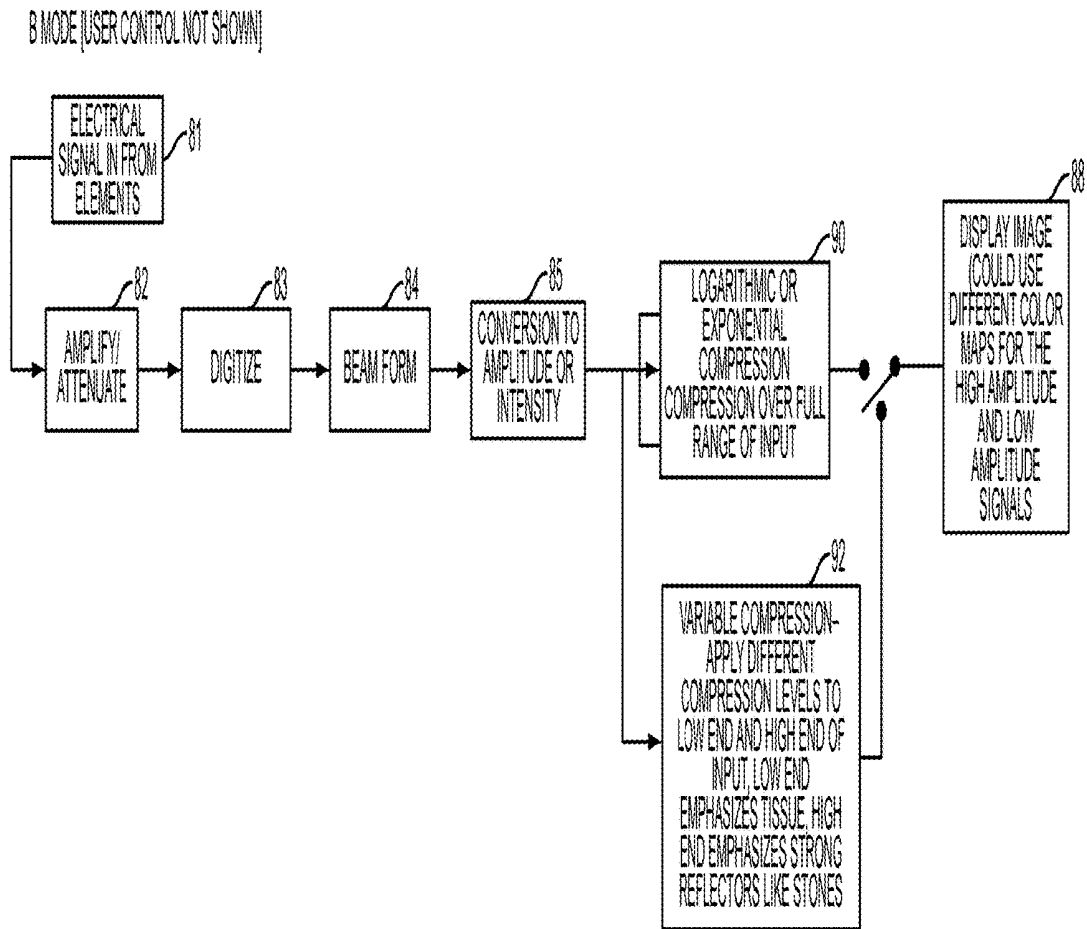 B MODE [USER CONTROL NOT SHOWN]
ELECTRICAL
SIGNAL IN FROM
ELEMENTS
81
82
AMPLIFY/
ATTENUATE
83
DIGITIZE
84
BEAM FORM
85
CONVERSION TO
AMPLITUDE OR
INTENSITY
90
LOGARITHMIC OR
EXPONENTIAL
COMPRESSION
COMPRESSION OVER FULL
RANGE OF INPUT
88
DISPLAY IMAGE
(COULD USE
DIFFERENT COLOR
MAPS FOR THE
HIGH AMPLITUDE
AND LOW
AMPLITUDE
SIGNALS
92
VARIABLE COMPRESSION–
APPLY DIFFERENT
COMPRESSION LEVELS TO
LOW END AND HIGH END OF
INPUT, LOW END
EMPHASIZES TISSUE, HIGH
END EMPHASIZES STRONG
REFLECTORS LIKE STONES